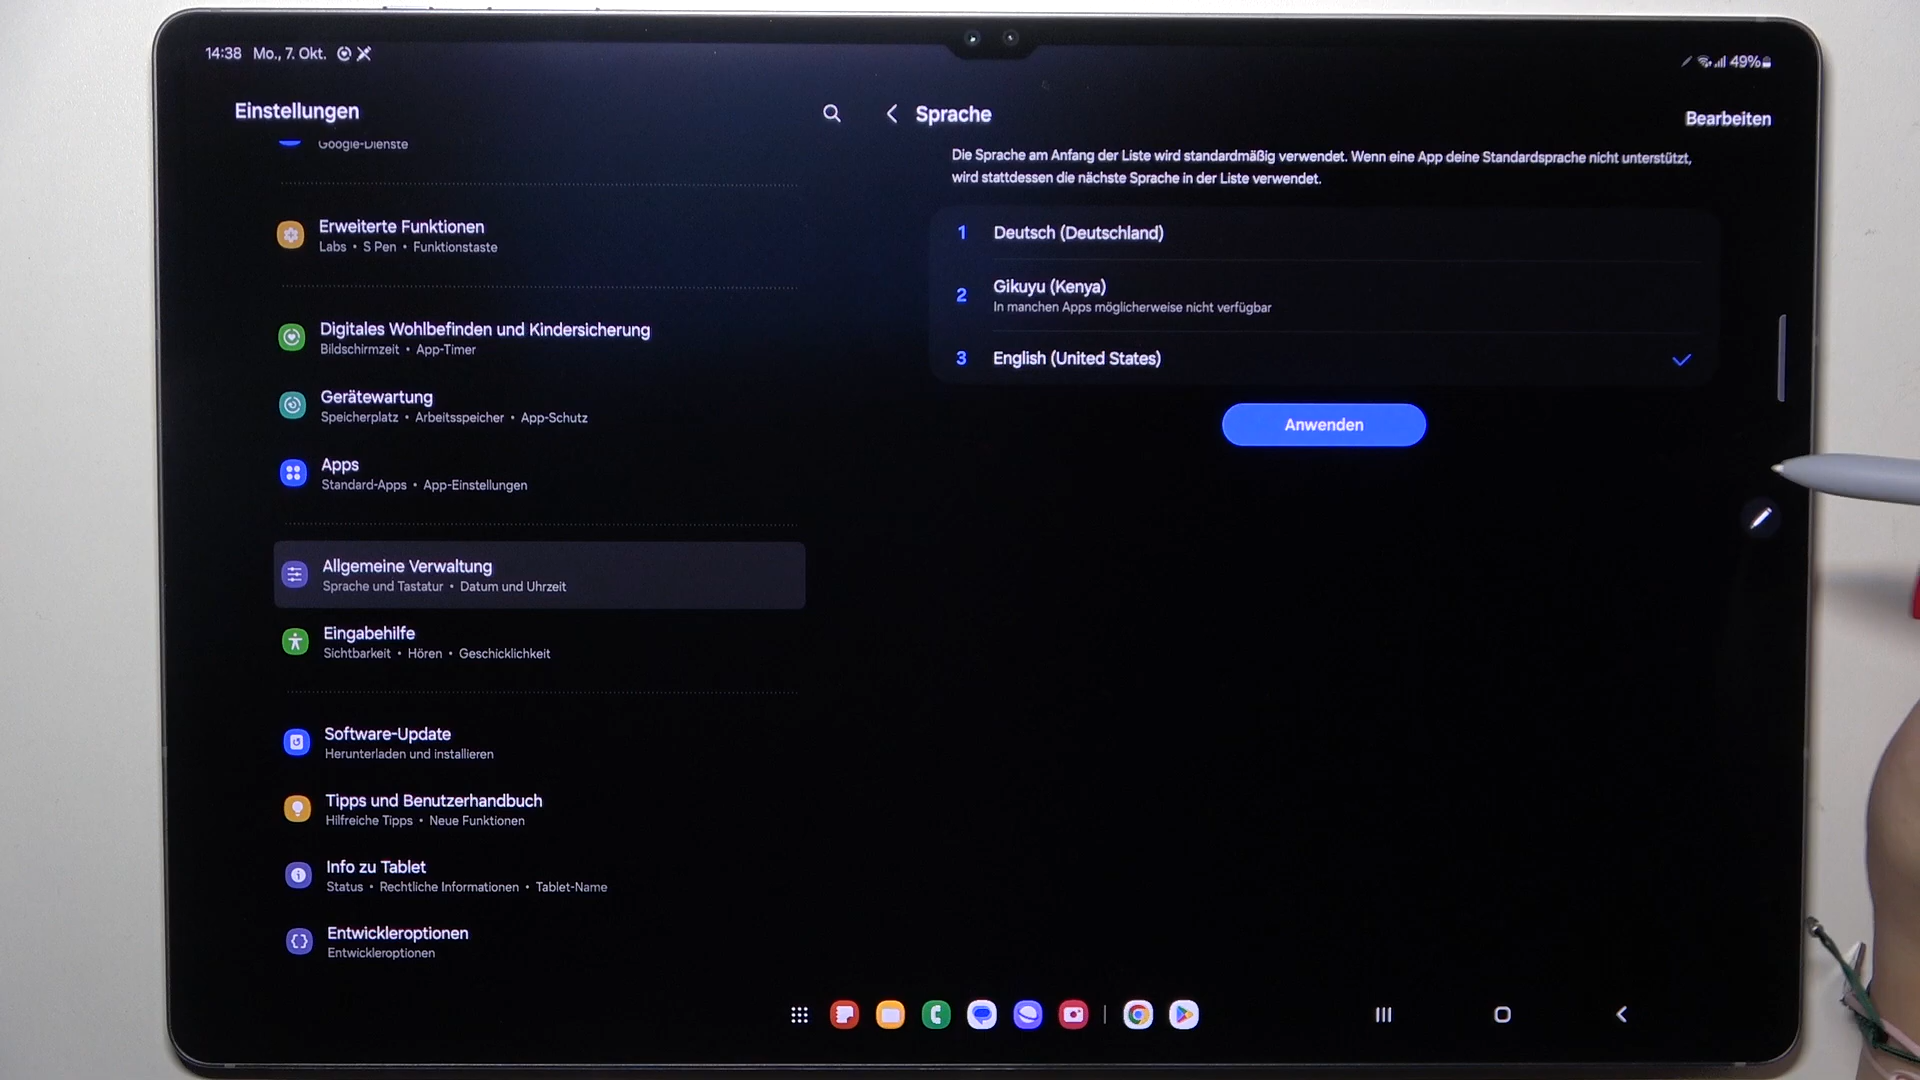 14:38 Mo., 7. Okt.
49%
Einstellungen
Google-Dienste
Erweiterte Funktionen
Labs • S Pen • Funktionstaste
Digitales Wohlbefinden und Kindersicherung
Bildschirmzeit • App-Timer
Gerätewartung
Speicherplatz • Arbeitsspeicher • App-Schutz
Apps
Standard-Apps • App-Einstellungen
Allgemeine Verwaltung
Sprache und Tastatur • Datum und Uhrzeit
Eingabehilfe
Sichtbarkeit • Hören • Geschicklichkeit
Software-Update
Herunterladen und installieren
Tipps und Benutzerhandbuch
Hilfreiche Tipps • Neue Funktionen
Info zu Tablet
Status • Rechtliche Informationen • Tablet-Name
Entwickleroptionen
Entwickleroptionen
Sprache
Bearbeiten
Die Sprache am Anfang der Liste wird standardmäßig verwendet. Wenn eine App deine Standardsprache nicht unterstützt,
wird stattdessen die nächste Sprache in der Liste verwendet.
1 Deutsch (Deutschland)
2 Gikuyu (Kenya)
In manchen Apps möglicherweise nicht verfügbar
3 English (United States)
Anwenden